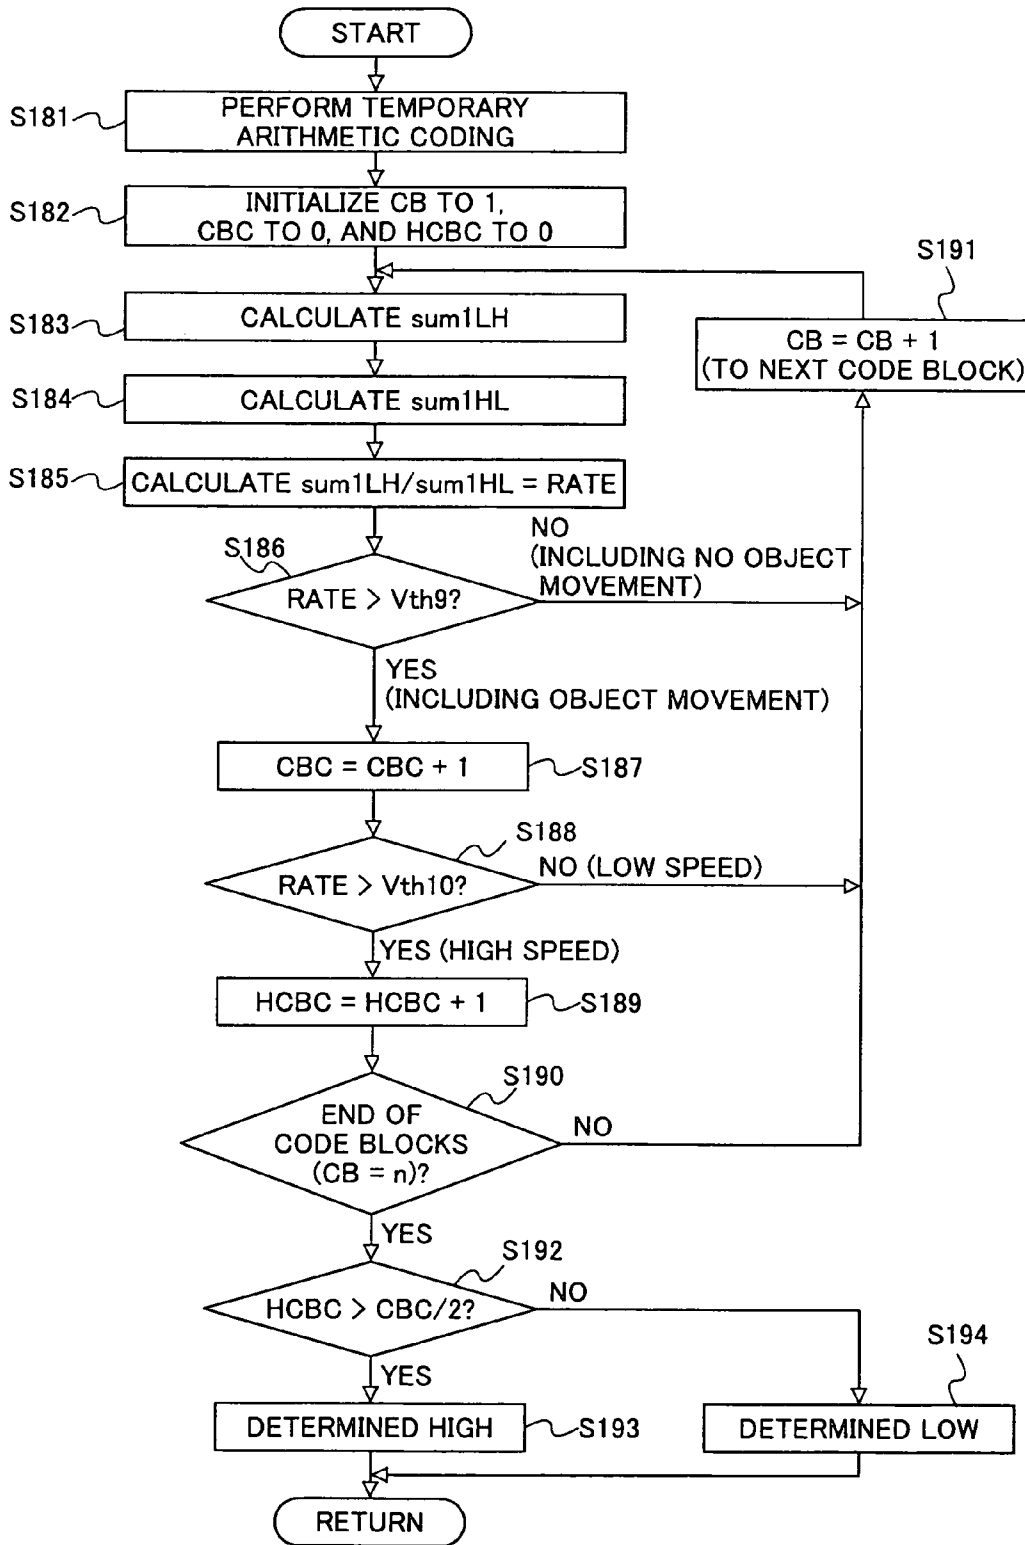 START
S181
PERFORM TEMPORARY
ARITHMETIC CODING
S182
INITIALIZE CB TO 1,
CBC TO 0, AND HCBC TO 0
S191
CB = CB + 1
(TO NEXT CODE BLOCK)
S183
CALCULATE sum1LH
S184
CALCULATE sum1HL
S185
CALCULATE sum1LH/sum1HL = RATE
S186
RATE > Vth9?
NO
(INCLUDING NO OBJECT
MOVEMENT)
YES
(INCLUDING OBJECT MOVEMENT)
CBC = CBC + 1
S187
S188
RATE > Vth10?
NO (LOW SPEED)
YES (HIGH SPEED)
HCBC = HCBC + 1
S189
S190
END OF
CODE BLOCKS
(CB = n)?
NO
YES
S192
HCBC > CBC/2?
NO
YES
S194
DETERMINED HIGH
S193
DETERMINED LOW
RETURN